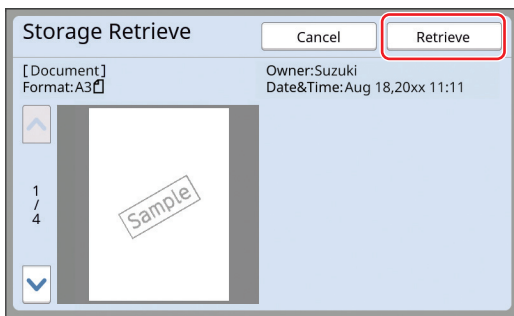 Storage Retrieve
Cancel
Retrieve
[Document]
Format:A3
Owner:Suzuki
Date&Time:Aug 18,20xx 11:11
1
/
4
Sample